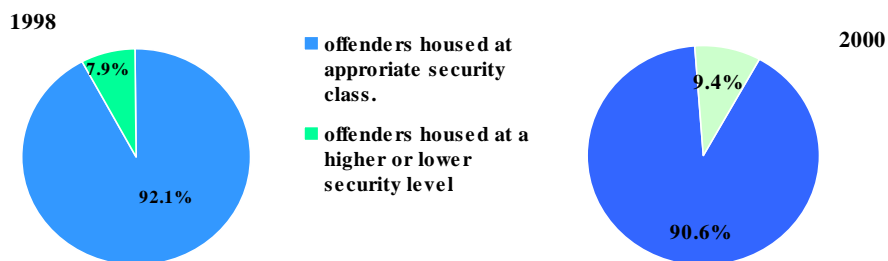 1998
7.9%
92.1%
offenders housed at
approriate security
class.
offenders housed at a
higher or lower
security level
2000
9.4%
90.6%